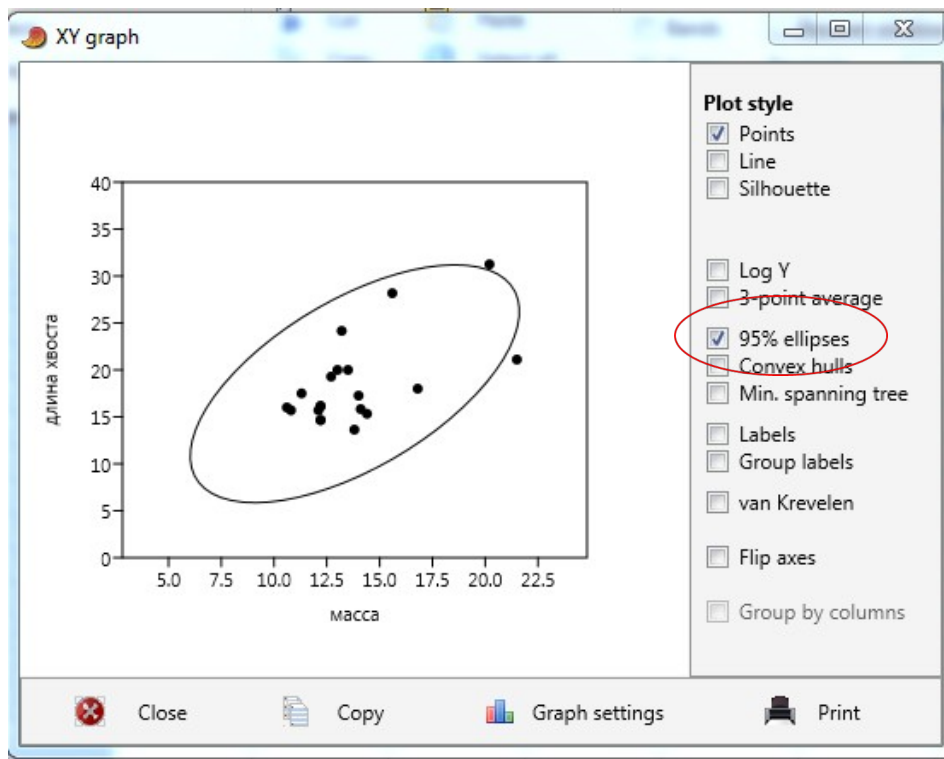 XY graph
Plot style
Points
Line
Silhouette
Log Y
3-point average
95% ellipses
Convex hulls
Min. spanning tree
Labels
Group labels
van Krevelen
Flip axes
Group by columns
40
35
30
25
20
15
10
5
0
длина хвоста
5.0 7.5 10.0 12.5 15.0 17.5 20.0 22.5
масса
Close Copy Graph settings Print